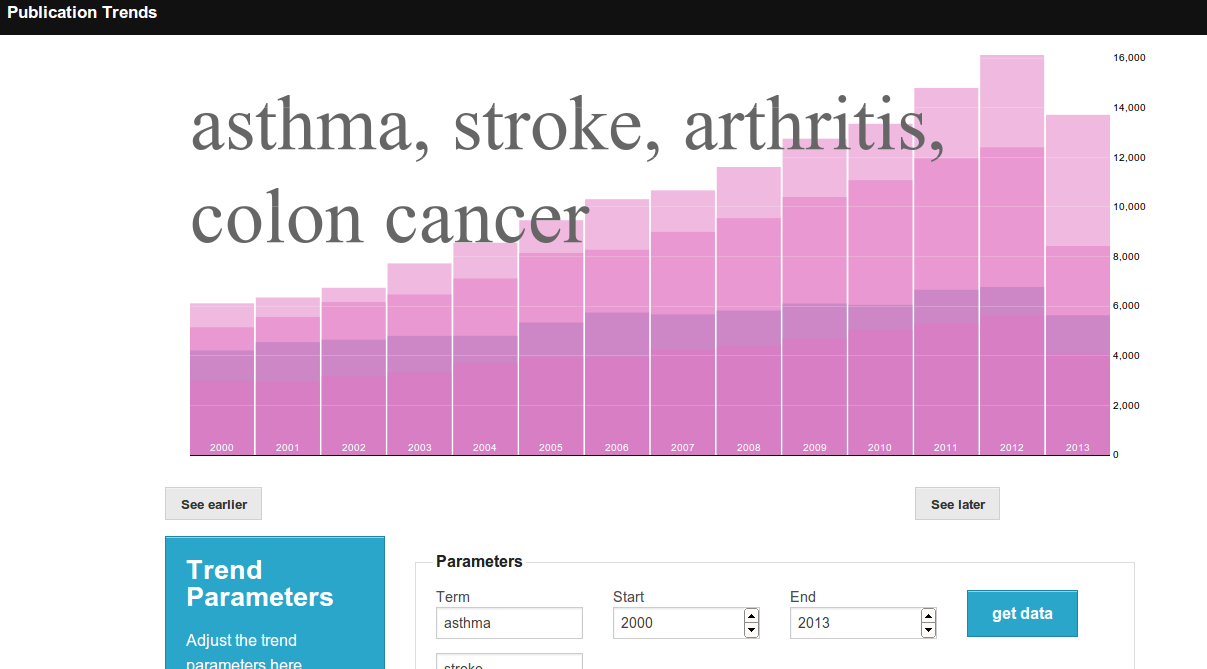 Publication Trends
asthma, stroke, arthritis,
colon cancer
16,000
14,000
12,000
10,000
8,000
6,000
4,000
2,000
0
2000 2001 2002 2003 2004 2005 2006 2007 2008 2009 2010 2011 2012 2013
See earlier See later
Trend
Parameters
Adjust the trend
parameters here
Parameters
Term Start End
asthma 2000 2013 get data
stroke